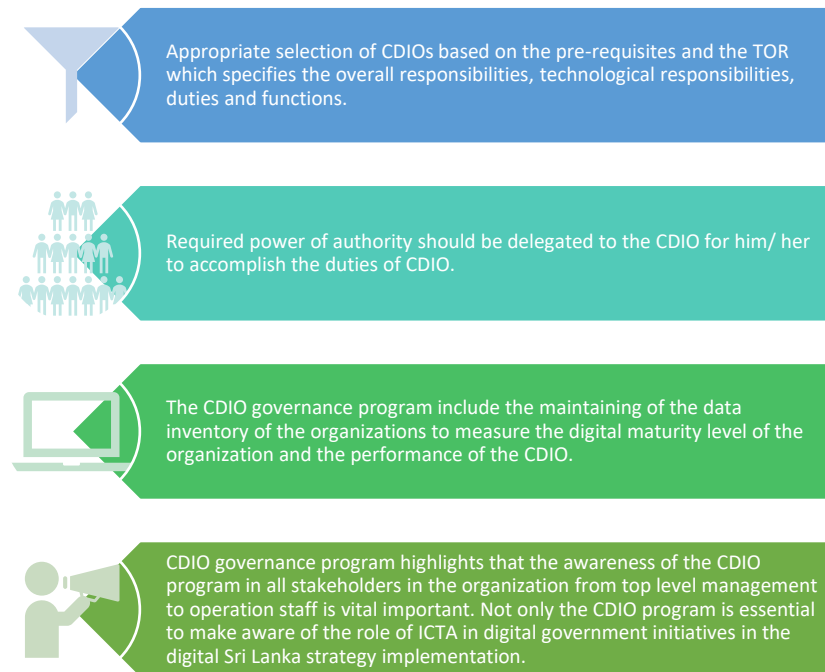 Appropriate selection of CDIOs based on the pre-requisites and the TOR
which specifies the overall responsibilities, technological responsibilities,
duties and functions.
Required power of authority should be delegated to the CDIO for him/ her
to accomplish the duties of CDIO.
The CDIO governance program include the maintaining of the data
inventory of the organizations to measure the digital maturity level of the
organization and the performance of the CDIO.
CDIO governance program highlights that the awareness of the CDIO
program in all stakeholders in the organization from top level management
to operation staff is vital important. Not only the CDIO program is essential
to make aware of the role of ICTA in digital government initiatives in the
digital Sri Lanka strategy implementation.